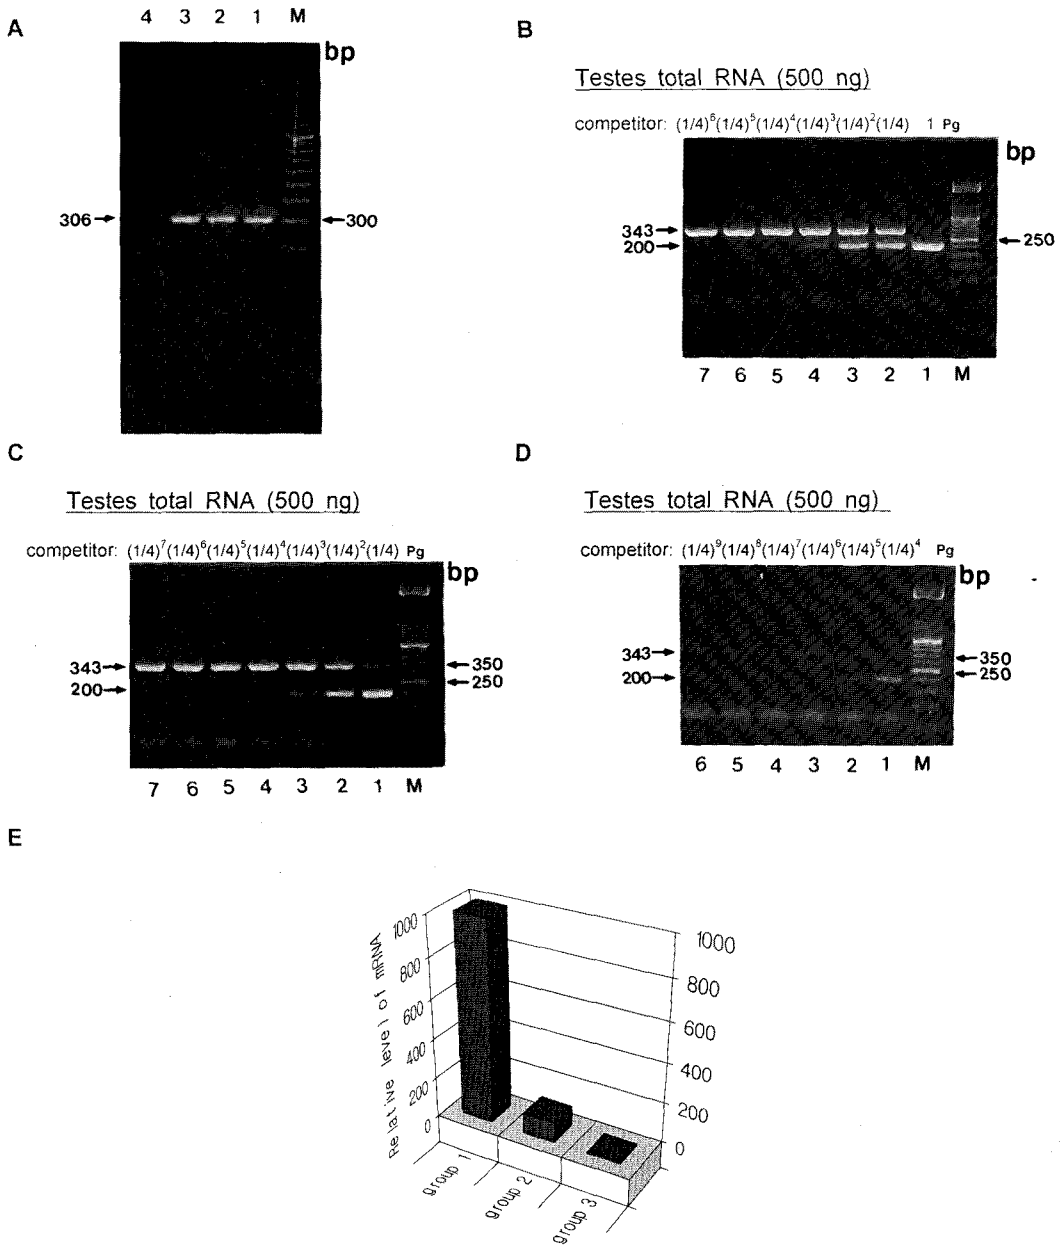 A
4 3 2 1 M
bp
306
300
B
Testes total RNA (500 ng)
competitor: (1/4)⁶(1/4)⁵(1/4)⁴(1/4)³(1/4)²(1/4) 1 Pg
bp
343
200
250
7 6 5 4 3 2 1 M
C
Testes total RNA (500 ng)
competitor: (1/4)⁷(1/4)⁶(1/4)⁵(1/4)⁴(1/4)³(1/4)²(1/4) Pg
bp
343
200
350
250
7 6 5 4 3 2 1 M
D
Testes total RNA (500 ng)
competitor: (1/4)⁹(1/4)⁸(1/4)⁷(1/4)⁶(1/4)⁵(1/4)⁴ Pg
bp
343
200
350
250
6 5 4 3 2 1 M
E
Relative level of mRNA
1000
800
600
400
200
0
1000
800
600
400
200
0
group 1
group 2
group 3